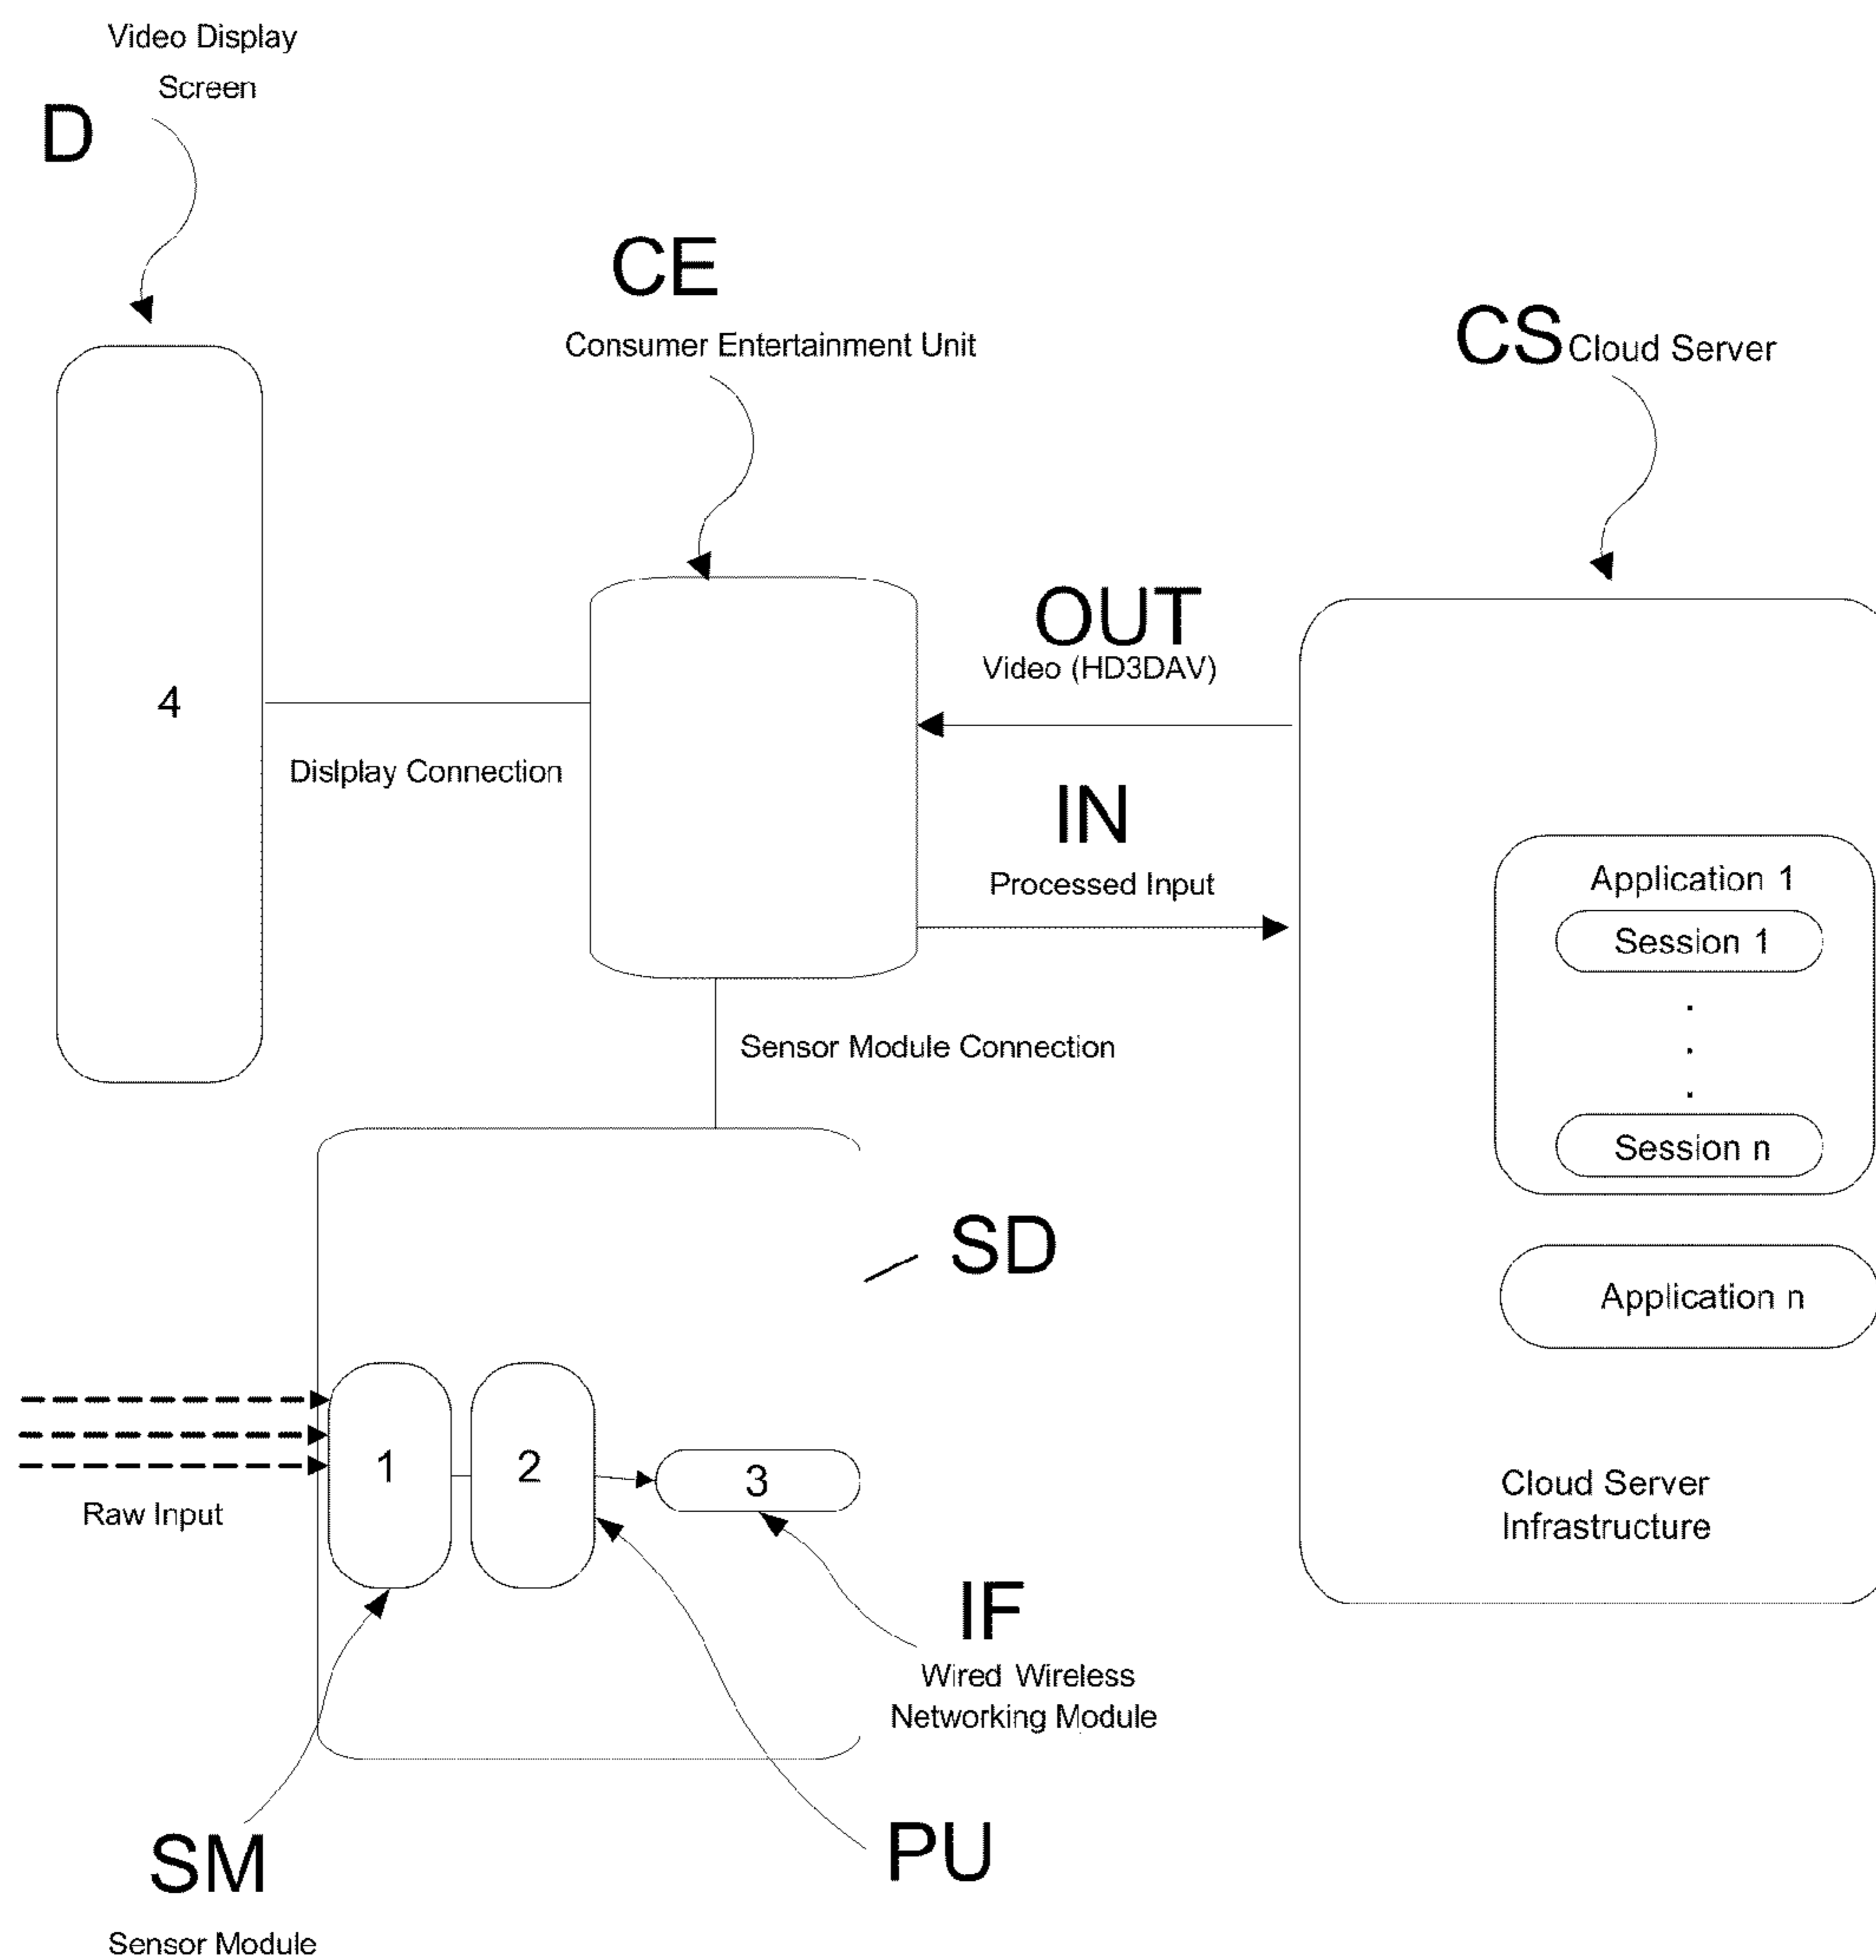 Video Display
Screen
D
CE
Consumer Entertainment Unit
CS Cloud Server
OUT
Video (HD3DAV)
4
Dislplay Connection
IN
Processed Input
Application 1
Session 1
.
.
.
Session n
Sensor Module Connection
SD
Application n
1
2
3
Raw Input
Cloud Server
Infrastructure
IF
Wired Wireless
Networking Module
SM
Sensor Module
PU